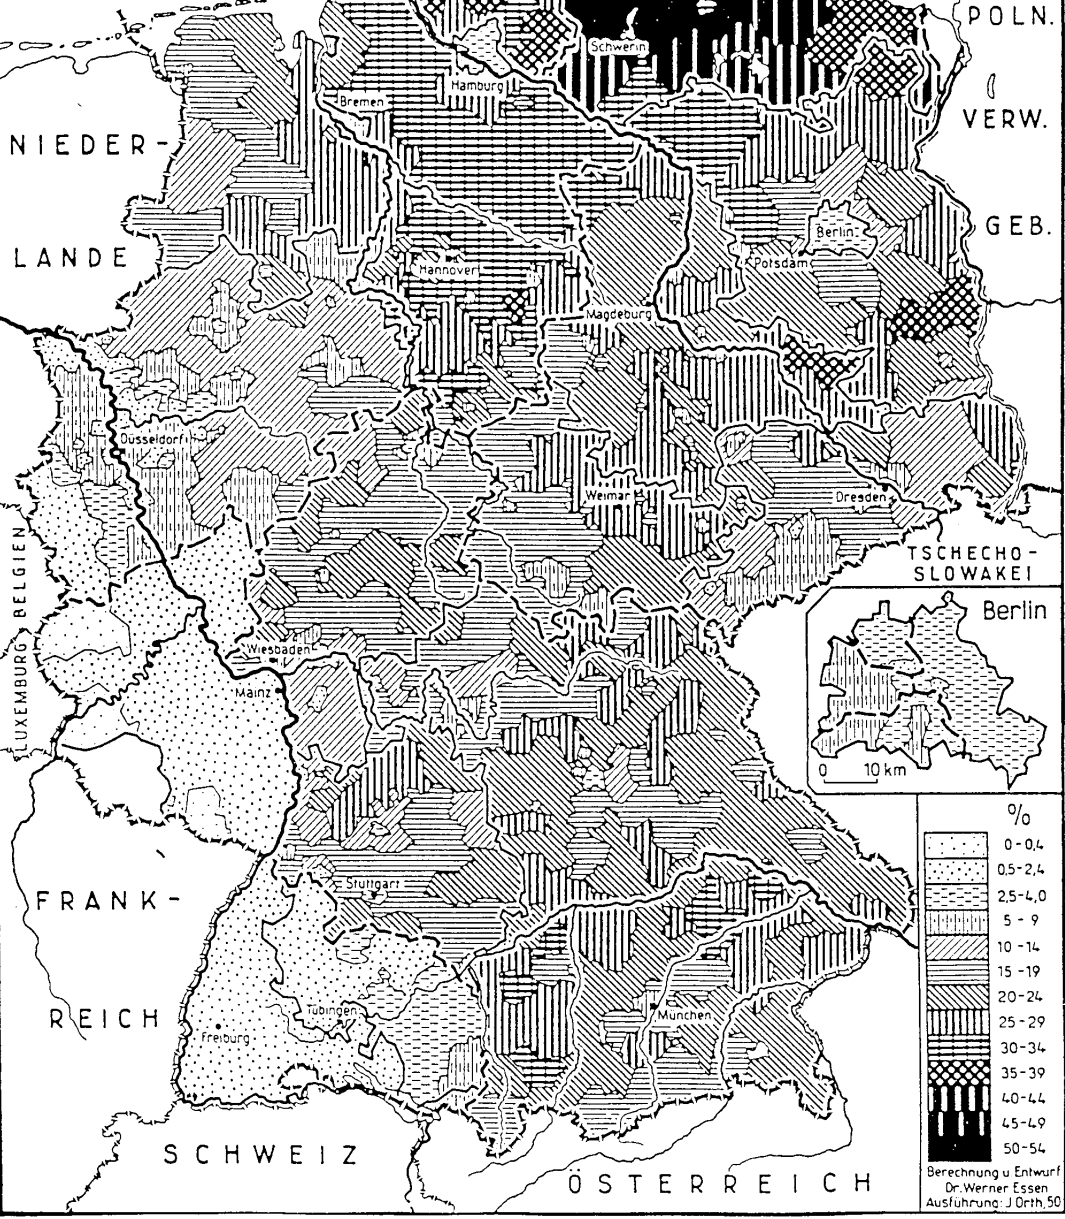 POLN.
VERW.
GEB.
NIEDER-
LANDE
Schwerin
Hamburg
Bremen
Berlin
Hannover
Potsdam
Magdeburg
Düsseldorf
Weimar
Dresden
BELGEN
LUXEMBURG
TSCHECHO-
SLOWAKEI
Wiesbaden
Mainz
Berlin
0 10 km
FRANK-
REICH
Stuttgart
Tübingen
Freiburg
München
SCHWEIZ
ÖSTERREICH
%
0-0,4
0,5-2,4
2,5-4,0
5-9
10-14
15-19
20-24
25-29
30-34
35-39
40-44
45-49
50-54
Berechnung u Entwurf
Dr. Werner Essen
Ausführung: J Orth, 50